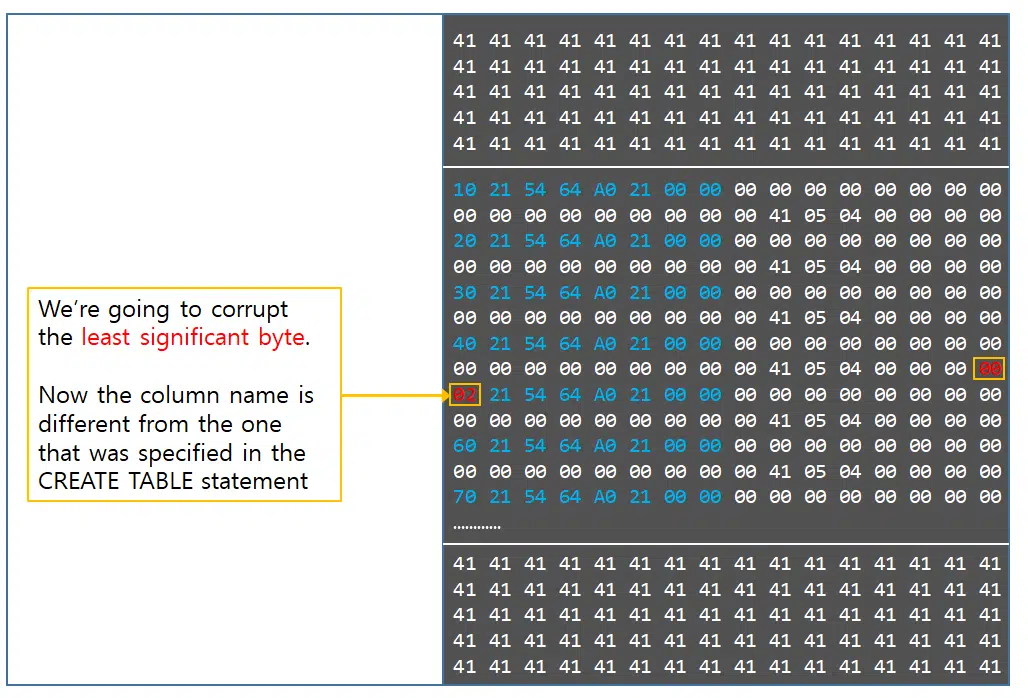 41 41 41 41 41 41 41 41 41 41 41 41 41 41 41 41
41 41 41 41 41 41 41 41 41 41 41 41 41 41 41 41
41 41 41 41 41 41 41 41 41 41 41 41 41 41 41 41
41 41 41 41 41 41 41 41 41 41 41 41 41 41 41 41
41 41 41 41 41 41 41 41 41 41 41 41 41 41 41 41
10 21 54 64 A0 21 00 00 00 00 00 00 00 00 00 00
00 00 00 00 00 00 00 00 00 41 05 04 00 00 00 00
20 21 54 64 A0 21 00 00 00 00 00 00 00 00 00 00
00 00 00 00 00 00 00 00 00 41 05 04 00 00 00 00
30 21 54 64 A0 21 00 00 00 00 00 00 00 00 00 00
00 00 00 00 00 00 00 00 00 41 05 04 00 00 00 00
40 21 54 64 A0 21 00 00 00 00 00 00 00 00 00 00
00 00 00 00 00 00 00 00 00 41 05 04 00 00 00 00
02 21 54 64 A0 21 00 00 00 00 00 00 00 00 00 00
00 00 00 00 00 00 00 00 00 41 05 04 00 00 00 00
60 21 54 64 A0 21 00 00 00 00 00 00 00 00 00 00
00 00 00 00 00 00 00 00 00 41 05 04 00 00 00 00
70 21 54 64 A0 21 00 00 00 00 00 00 00 00 00 00
............
41 41 41 41 41 41 41 41 41 41 41 41 41 41 41 41
41 41 41 41 41 41 41 41 41 41 41 41 41 41 41 41
41 41 41 41 41 41 41 41 41 41 41 41 41 41 41 41
41 41 41 41 41 41 41 41 41 41 41 41 41 41 41 41
41 41 41 41 41 41 41 41 41 41 41 41 41 41 41 41
We're going to corrupt
the least significant byte.
Now the column name is
different from the one
that was specified in the
CREATE TABLE statement